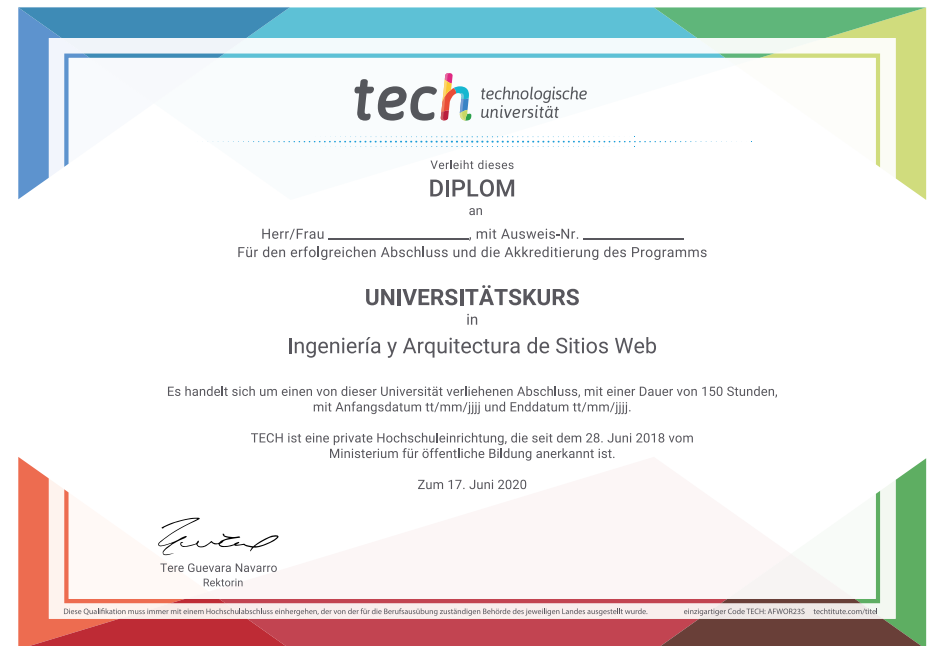 tech technologische
universität
Verleiht dieses
DIPLOM
an
Herr/Frau ____________________, mit Ausweis-Nr. ______________
Für den erfolgreichen Abschluss und die Akkreditierung des Programms
UNIVERSITÄTSKURS
in
Ingeniería y Arquitectura de Sitios Web
Es handelt sich um einen von dieser Universität verliehenen Abschluss, mit einer Dauer von 150 Stunden,
mit Anfangsdatum tt/mm/jjjj und Enddatum tt/mm/jjjj.
TECH ist eine private Hochschuleinrichtung, die seit dem 28. Juni 2018 vom
Ministerium für öffentliche Bildung anerkannt ist.
Zum 17. Juni 2020
Tere Guevara Navarro
Rektorin
Diese Qualifikation muss immer mit einem Hochschulabschluss einhergehen, der von der für die Berufsausübung zuständigen Behörde des jeweiligen Landes ausgestellt wurde. einzigartiger Code TECH: AFWOR23S techtitute.com/titel